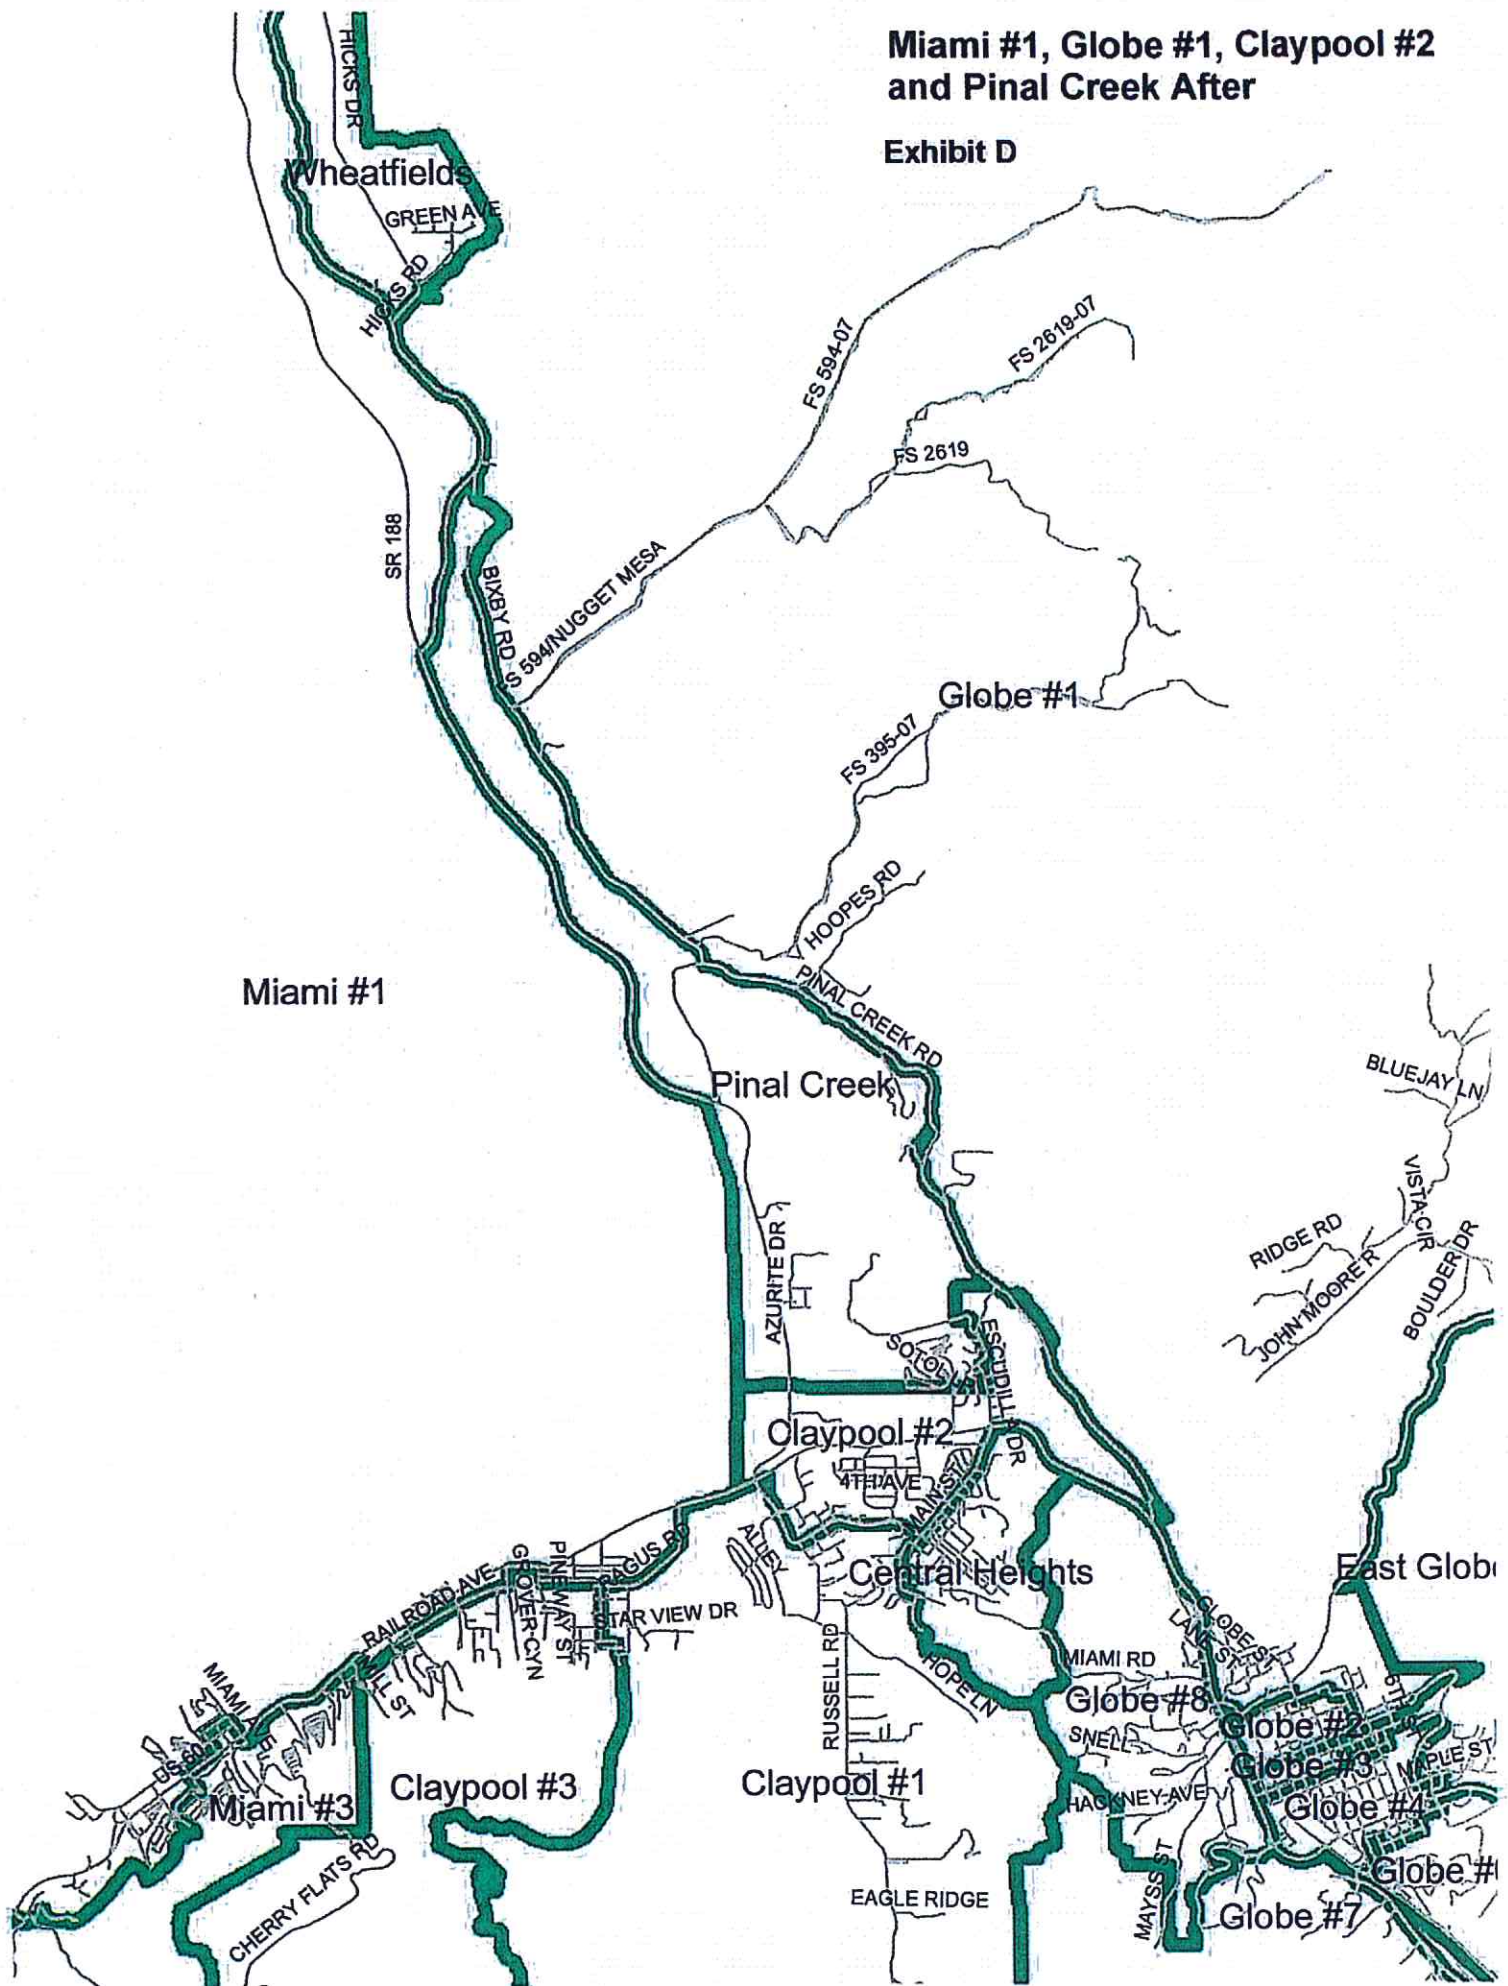 Miami #1, Globe #1, Claypool #2
and Pinal Creek After
Exhibit D
HICKS DR
Wheatfields
GREEN AVE
HICKS RD
FS 594-07
FS 2619-07
FS 2619
SR 188
BIXBY RD
FS 594/NUGGET MESA
Globe #1
FS 395-07
HOOPES RD
Miami #1
PINAL CREEK RD
Pinal Creek
BLUEJAY LN
VISTA CIR
RIDGE RD
JOHN MOORE R
BOULDER DR
AZURITE DR
SOTOL
ESCUDILLA DR
Claypool #2
4TH AVE
MAIN ST
ALLEY
Central Heights
East Globe
RAGUS RD
PINEWAY ST
GROVER CYN
RAILROAD AVE
STAR VIEW DR
GLOBE ST
LANE ST
MIAMI RD
RUSSELL RD
HOPE LN
MILL ST
MIAMI
US 60
Globe #8
Globe #2
6TH ST
SNELL
Globe #3
MAPLE ST
Claypool #3
Claypool #1
HACKNEY AVE
Globe #4
Miami #3
CHERRY FLATS RD
EAGLE RIDGE
MAYS ST
Globe #
Globe #7